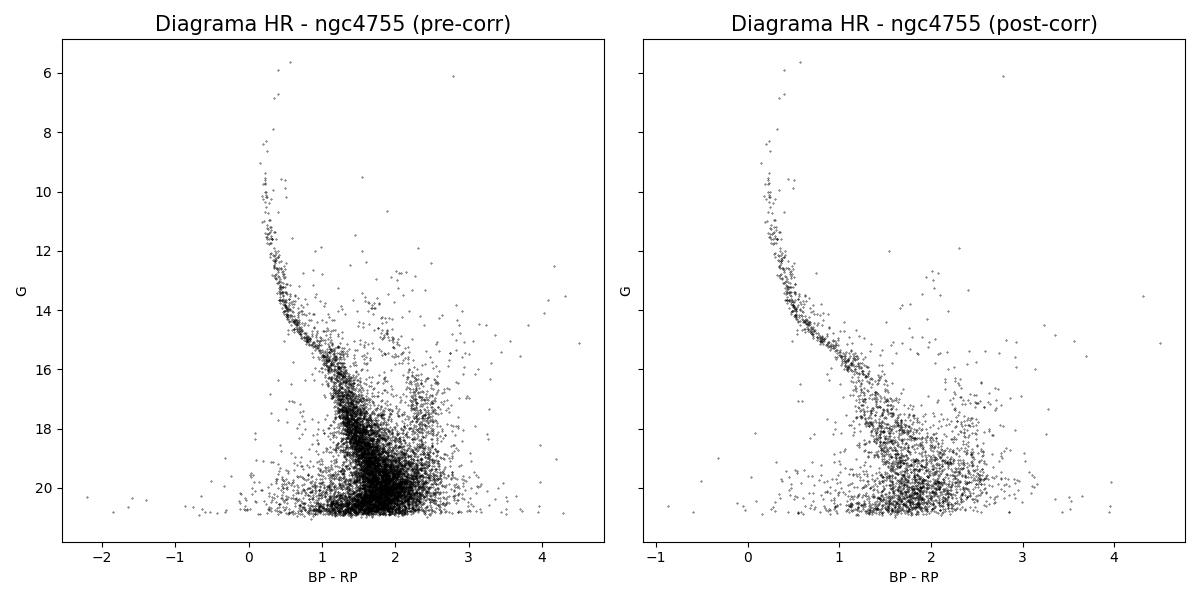 Diagrama HR - ngc4755 (pre-corr)
6
8
10
12
14
16
18
20
G
−2 −1 0 1 2 3 4
BP - RP
Diagrama HR - ngc4755 (post-corr)
G
−1 0 1 2 3 4
BP - RP